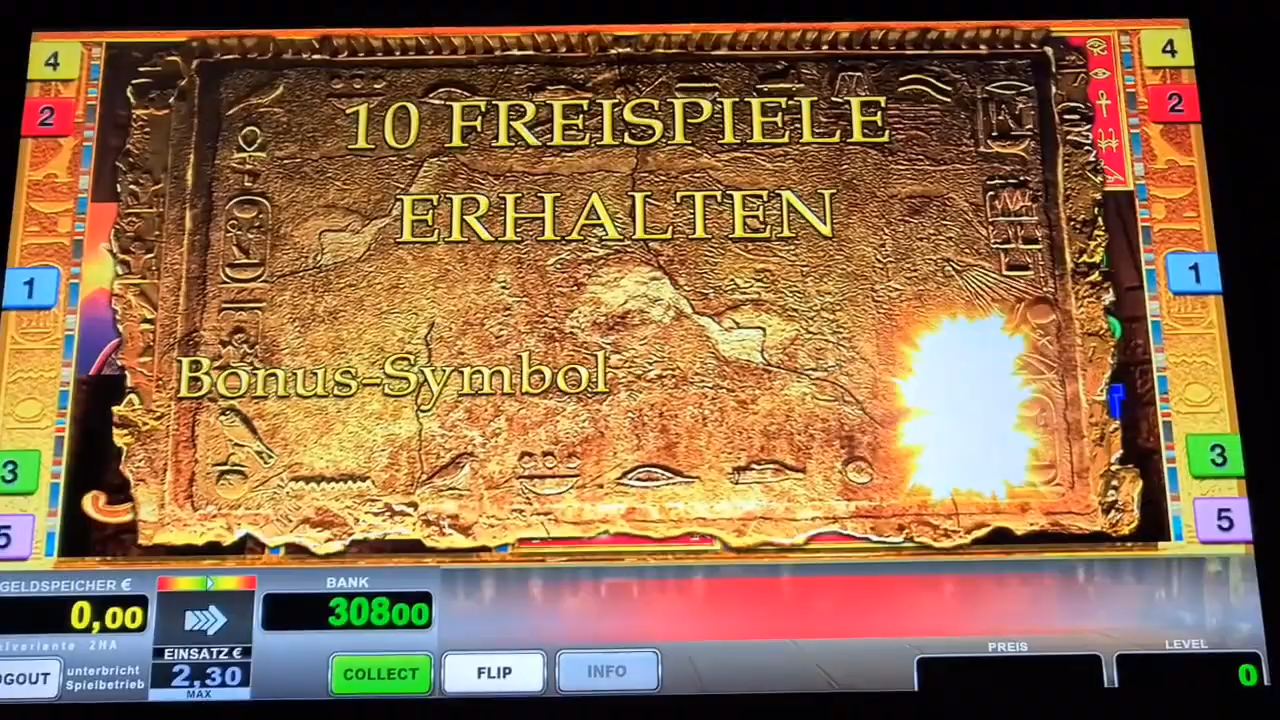 4
4
2
2
10 FREISPIELE
ERHALTEN
1
1
Bonus-Symbol
3
3
5
5
GELDSPEICHER €
BANK
0,00
30800
2HA
EINSATZ €
PREIS
LEVEL
unterbricht
Spielbetrieb
2,30
MAX
COLLECT
FLIP
INFO
0